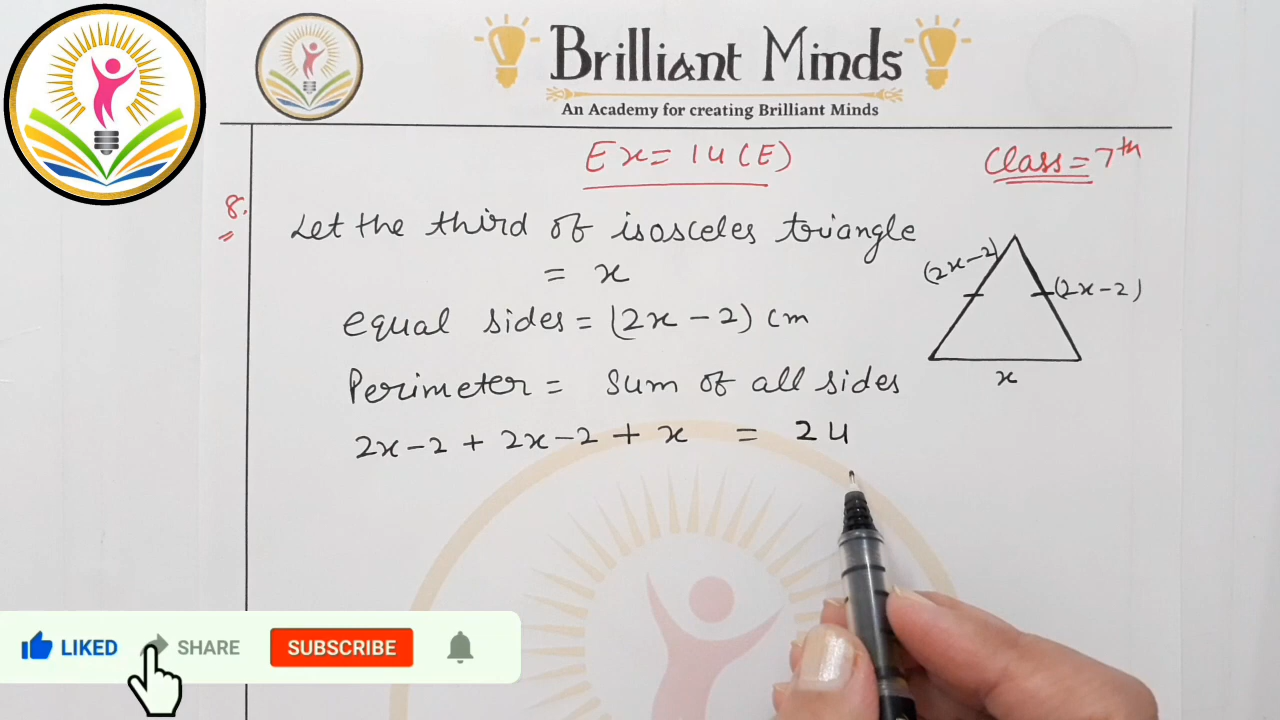 Brilliant Minds
An Academy for creating Brilliant Minds
Ex = 14 (E)
Class = 7th
8.
Let the third of isosceles triangle
= x
equal sides = (2x - 2) cm
Perimeter = Sum of all sides
2x - 2 + 2x - 2 + x = 24
(2x - 2)
(2x - 2)
x
LIKED SHARE SUBSCRIBE